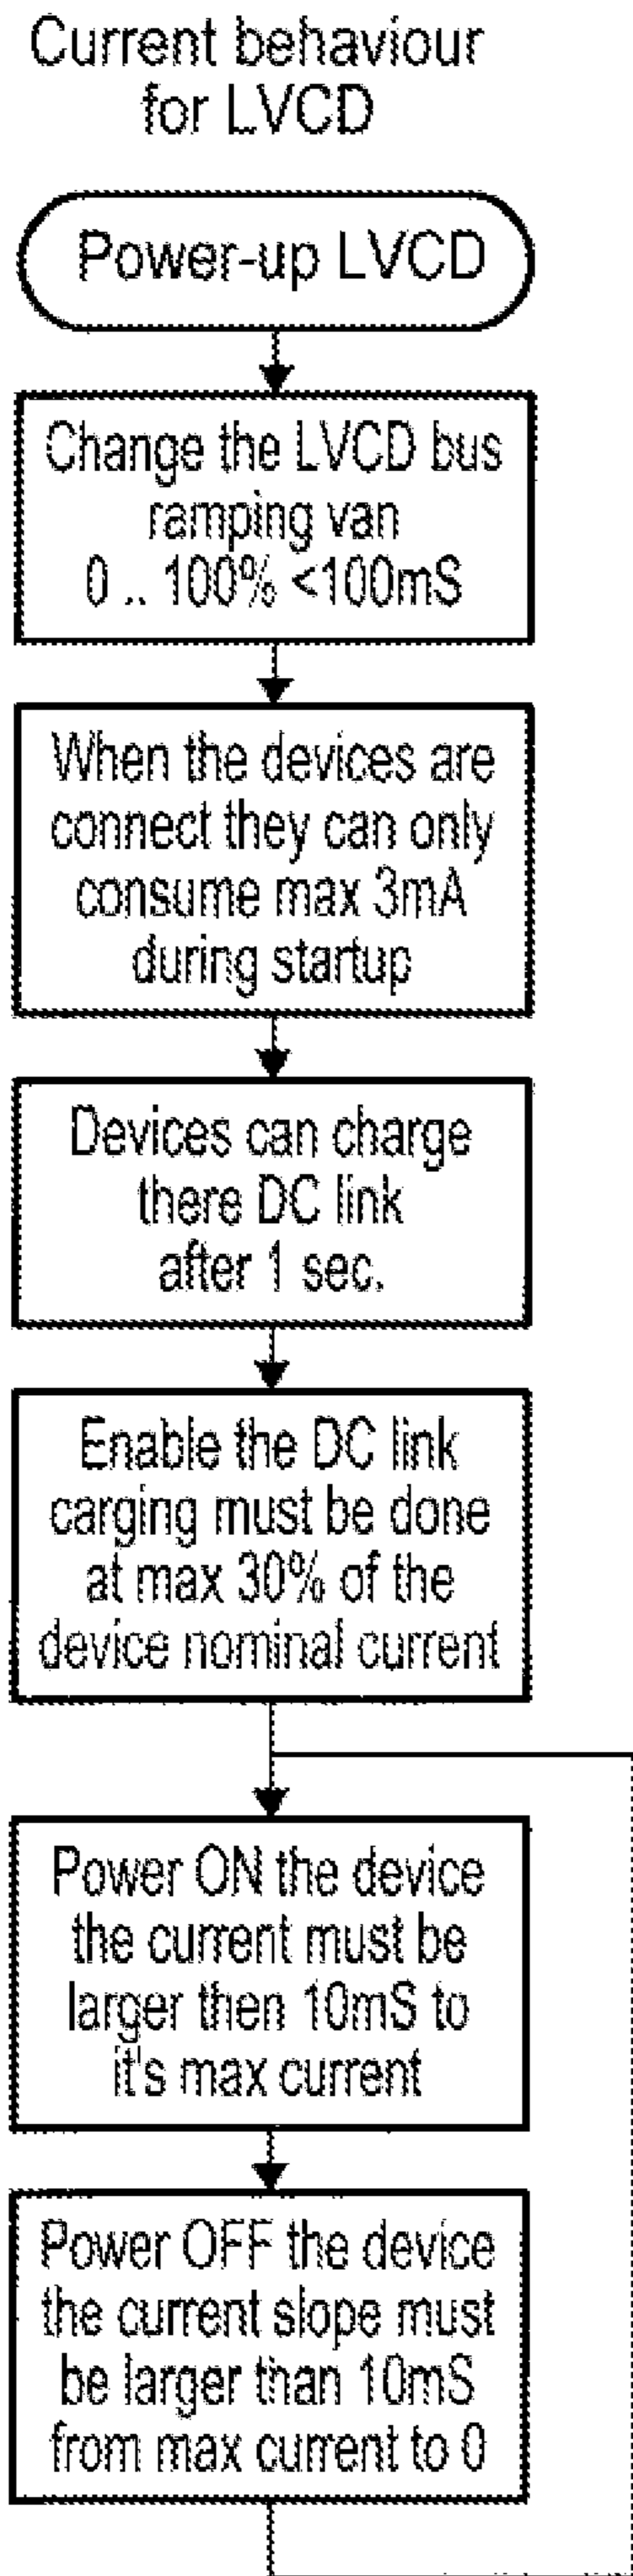 Current behaviour
for LVCD
Power-up LVCD
Change the LVCD bus
ramping van
0 .. 100% <100mS
When the devices are
connect they can only
consume max 3mA
during startup
Devices can charge
there DC link
after 1 sec.
Enable the DC link
carging must be done
at max 30% of the
device nominal current
Power ON the device
the current must be
larger then 10mS to
it's max current
Power OFF the device
the current slope must
be larger than 10mS
from max current to 0